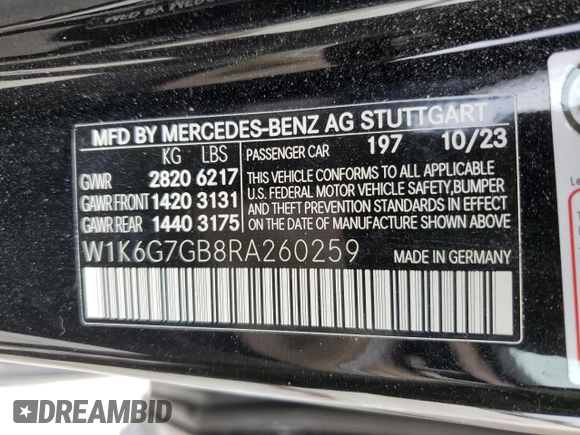 MFD BY MERCEDES-BENZ AG STUTTGART
KG LBS PASSENGER CAR 197 10/23
GVWR 2820 6217
GAWR FRONT 1420 3131
GAWR REAR 1440 3175
THIS VEHICLE CONFORMS TO ALL APPLICABLE
U.S. FEDERAL MOTOR VEHICLE SAFETY, BUMPER
AND THEFT PREVENTION STANDARDS IN EFFECT
ON THE DATE OF MANUFACTURE SHOWN ABOVE.
W1K6G7GB8RA260259 MADE IN GERMANY
DREAMBID